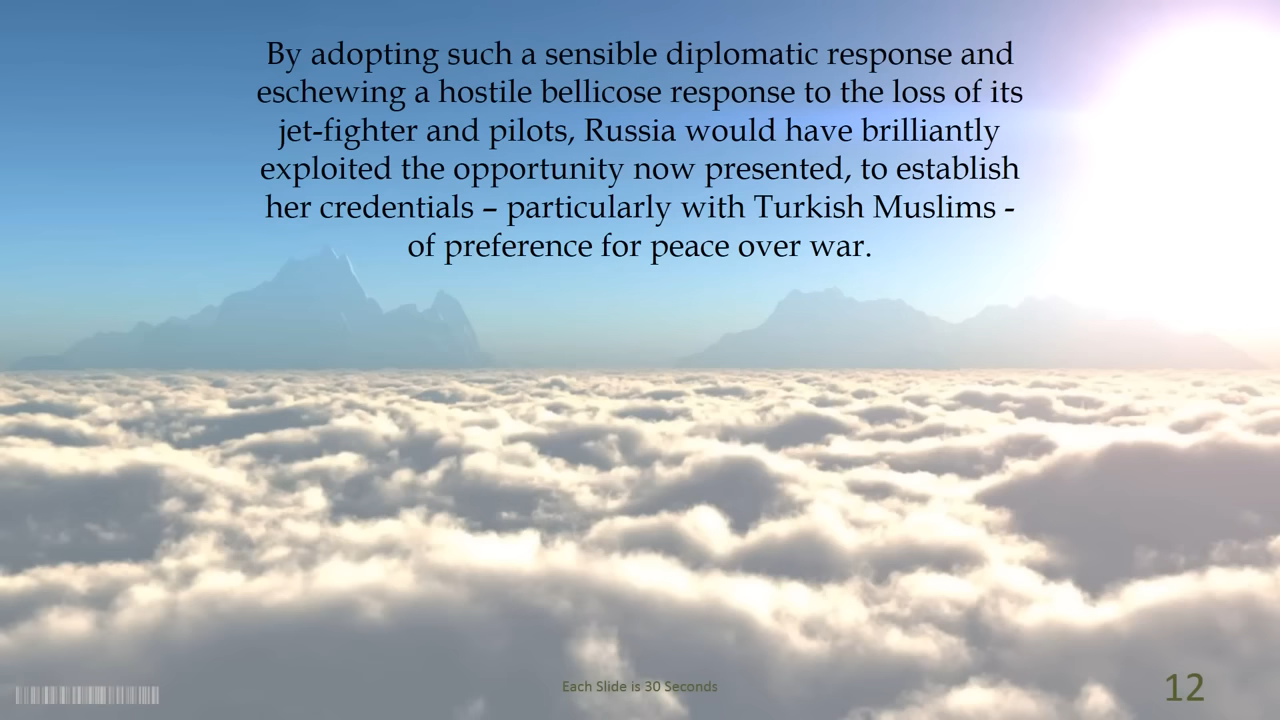 By adopting such a sensible diplomatic response and
eschewing a hostile bellicose response to the loss of its
jet-fighter and pilots, Russia would have brilliantly
exploited the opportunity now presented, to establish
her credentials – particularly with Turkish Muslims -
of preference for peace over war.
Each Slide is 30 Seconds
12